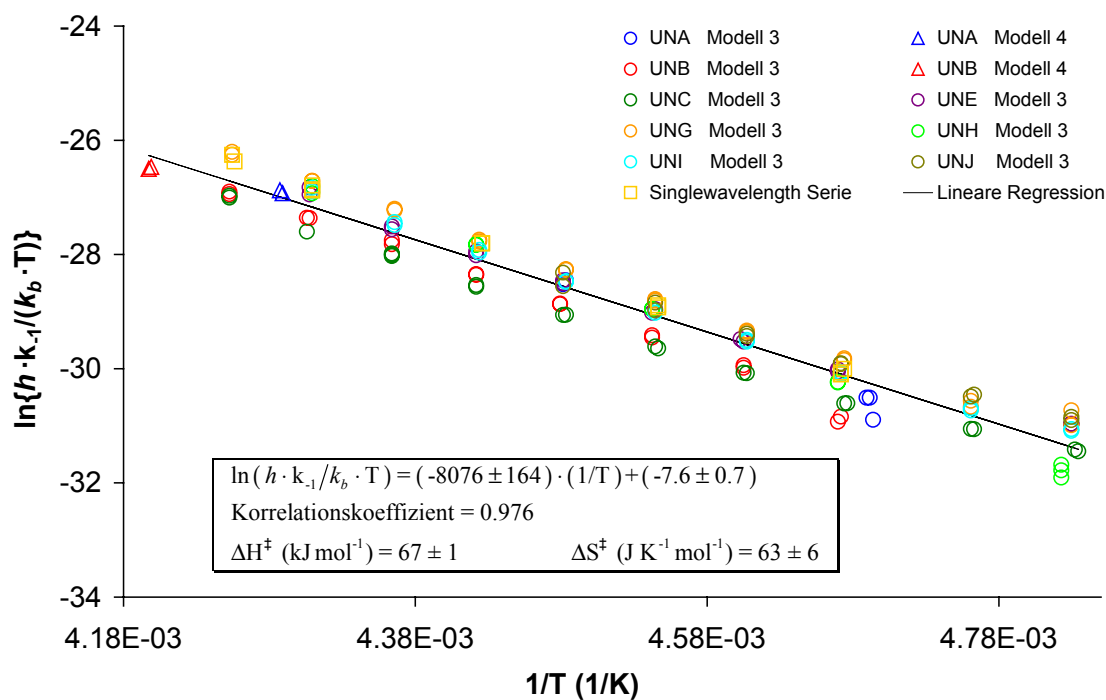 -24
-26
-28
-30
-32
-34
ln{h·k-1/(kb·T)}
UNA Modell 3
UNA Modell 4
UNB Modell 3
UNB Modell 4
UNC Modell 3
UNE Modell 3
UNG Modell 3
UNH Modell 3
UNI Modell 3
UNJ Modell 3
Singlewavelength Serie
Lineare Regression
ln(h·k-1/kb·T) = (-8076 ± 164)·(1/T) + (-7.6 ± 0.7)
Korrelationskoeffizient = 0.976
ΔH‡ (kJ mol-1) = 67 ± 1 ΔS‡ (J K-1 mol-1) = 63 ± 6
4.18E-03 4.38E-03 4.58E-03 4.78E-03
1/T (1/K)